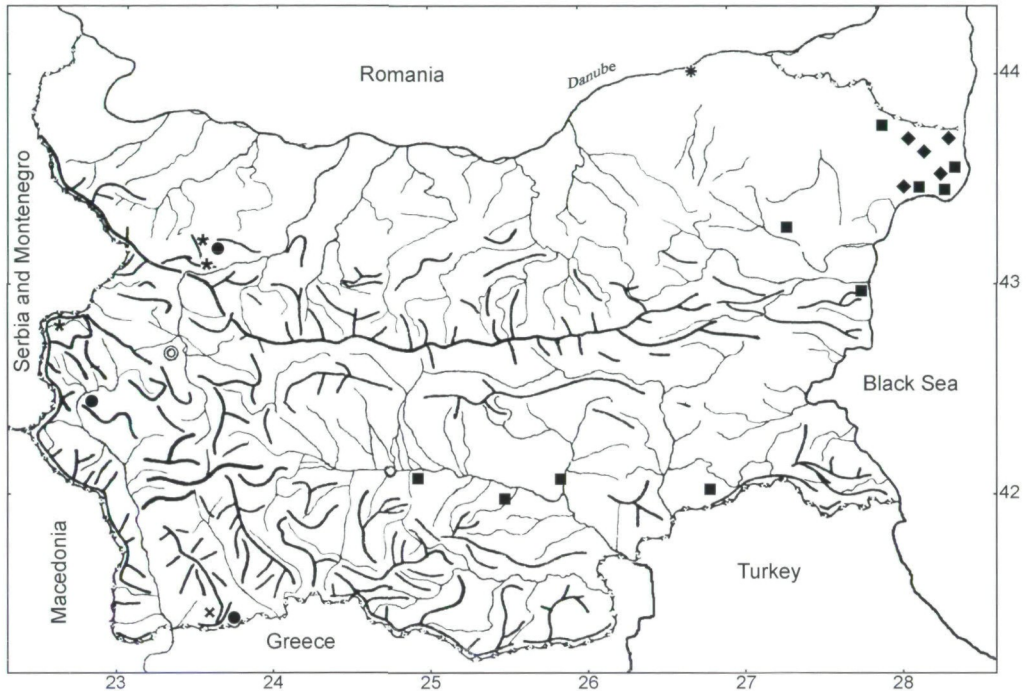 Romania
Danube
44
Serbia and Montenegro
43
Black Sea
42
Macedonia
Turkey
Greece
23 24 25 26 27 28